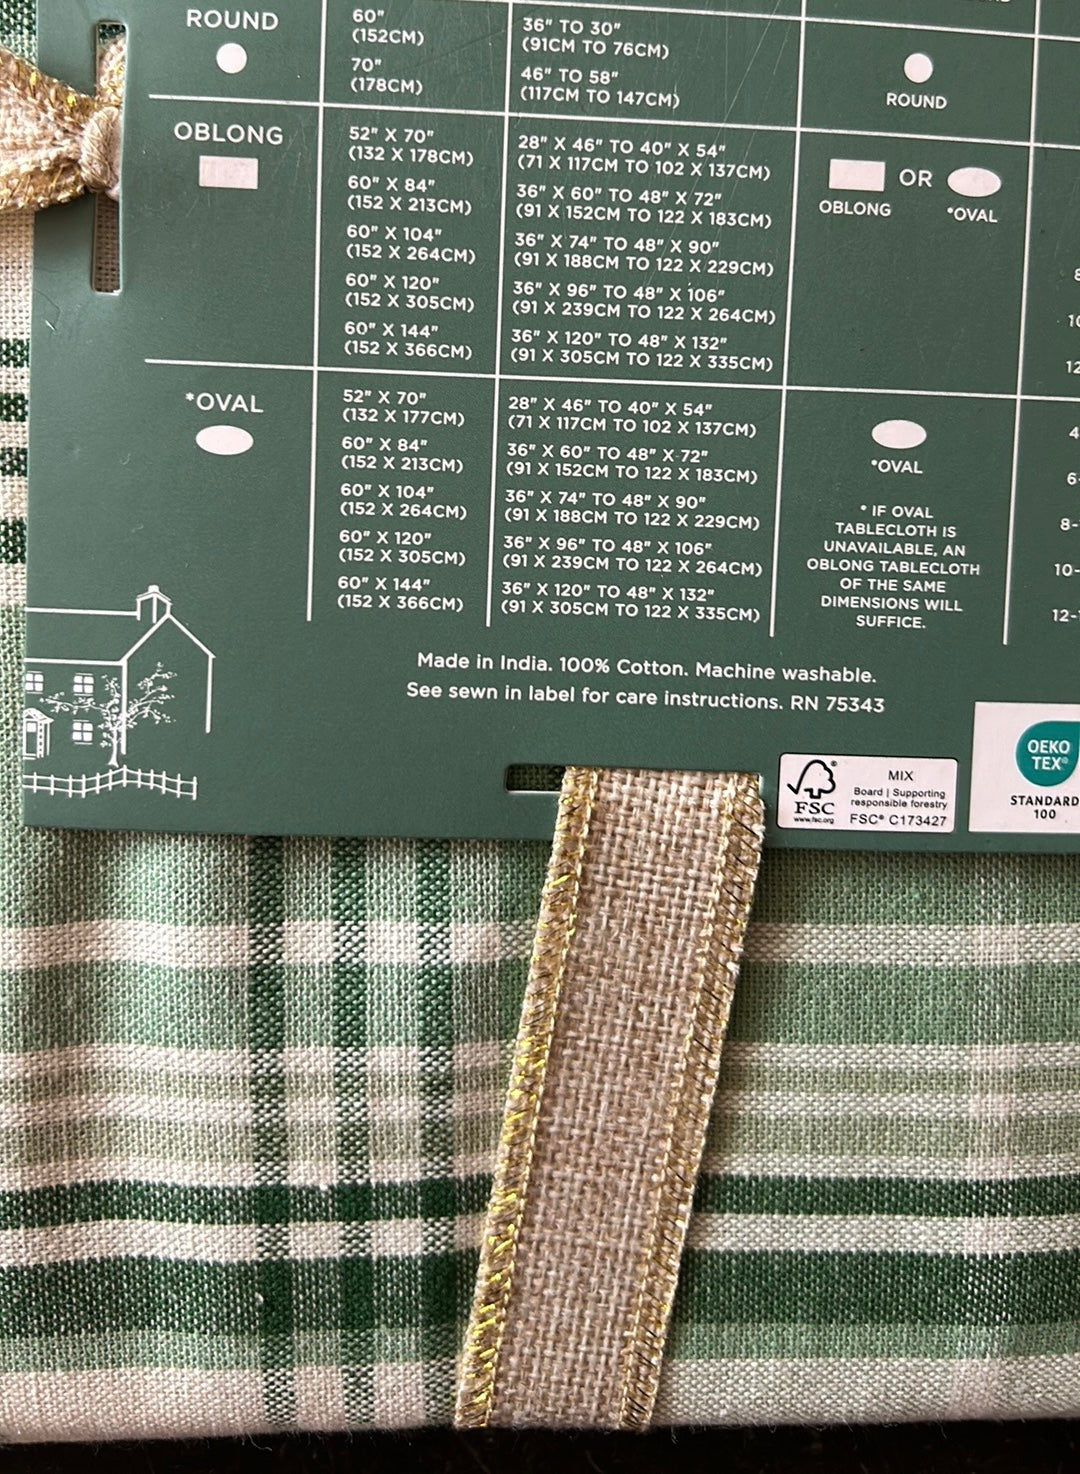 ROUND
60"
(152CM)
70"
(178CM)
36" TO 30"
(91CM TO 76CM)
46" TO 58"
(117CM TO 147CM)
ROUND
OBLONG
52" X 70"
(132 X 178CM)
60" X 84"
(152 X 213CM)
60" X 104"
(152 X 264CM)
60" X 120"
(152 X 305CM)
60" X 144"
(152 X 366CM)
28" X 46" TO 40" X 54"
(71 X 117CM TO 102 X 137CM)
36" X 60" TO 48" X 72"
(91 X 152CM TO 122 X 183CM)
36" X 74" TO 48" X 90"
(91 X 188CM TO 122 X 229CM)
36" X 96" TO 48" X 106"
(91 X 239CM TO 122 X 264CM)
36" X 120" TO 48" X 132"
(91 X 305CM TO 122 X 335CM)
OR
OBLONG
*OVAL
8
10
12
*OVAL
52" X 70"
(132 X 177CM)
60" X 84"
(152 X 213CM)
60" X 104"
(152 X 264CM)
60" X 120"
(152 X 305CM)
60" X 144"
(152 X 366CM)
28" X 46" TO 40" X 54"
(71 X 117CM TO 102 X 137CM)
36" X 60" TO 48" X 72"
(91 X 152CM TO 122 X 183CM)
36" X 74" TO 48" X 90"
(91 X 188CM TO 122 X 229CM)
36" X 96" TO 48" X 106"
(91 X 239CM TO 122 X 264CM)
36" X 120" TO 48" X 132"
(91 X 305CM TO 122 X 335CM)
*OVAL
* IF OVAL
TABLECLOTH IS
UNAVAILABLE, AN
OBLONG TABLECLOTH
OF THE SAME
DIMENSIONS WILL
SUFFICE.
4
6-
8-
10-
12-
Made in India. 100% Cotton. Machine washable.
See sewn in label for care instructions. RN 75343
FSC
www.fsc.org
MIX
Board | Supporting
responsible forestry
FSC® C173427
OEKO
TEX®
STANDARD
100